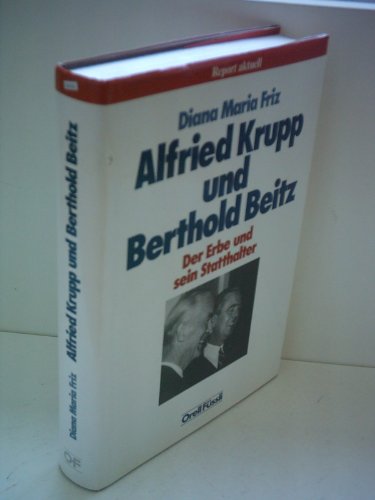 Report aktuell
Diana Maria Friz
Alfried Krupp
und
Berthold Beitz
Der Erbe und
sein Statthalter
Orell Füssli
Diana Maria Friz Alfried Krupp und Berthold Beitz